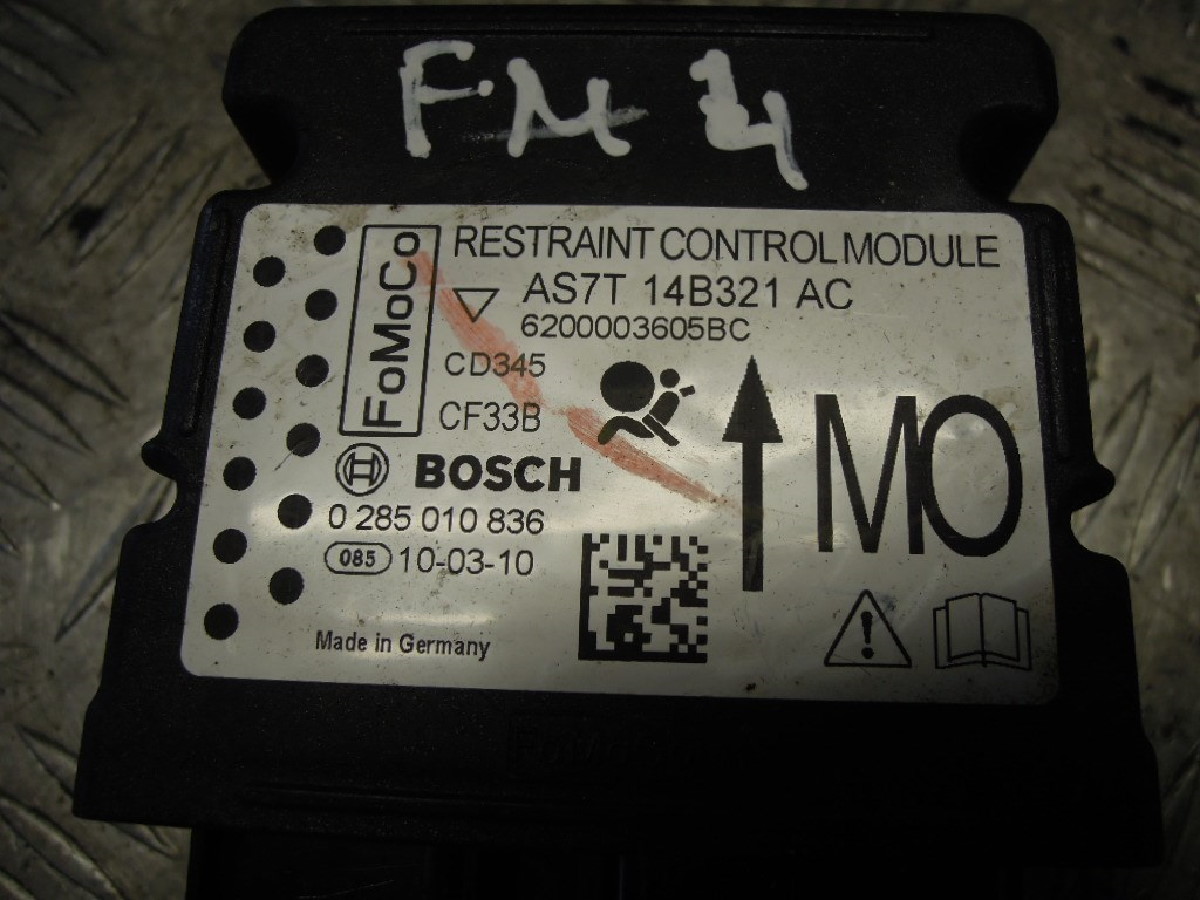 FM 4
FoMoCo
RESTRAINT CONTROL MODULE
AS7T 14B321 AC
6200003605BC
CD345
CF33B
BOSCH
0 285 010 836
085 10-03-10
Made in Germany
MO